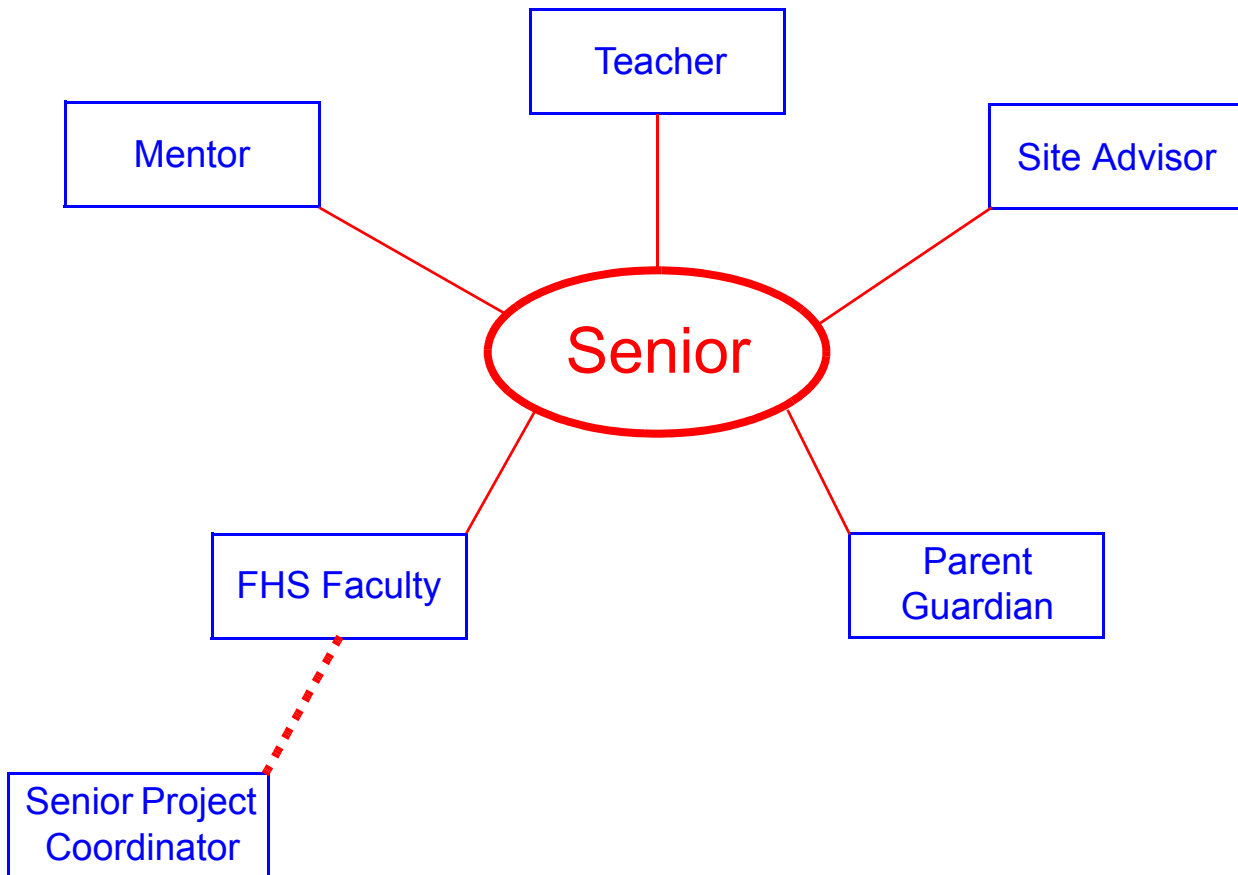 Teacher
Mentor
Site Advisor
Senior
FHS Faculty
Parent
Guardian
Senior Project
Coordinator